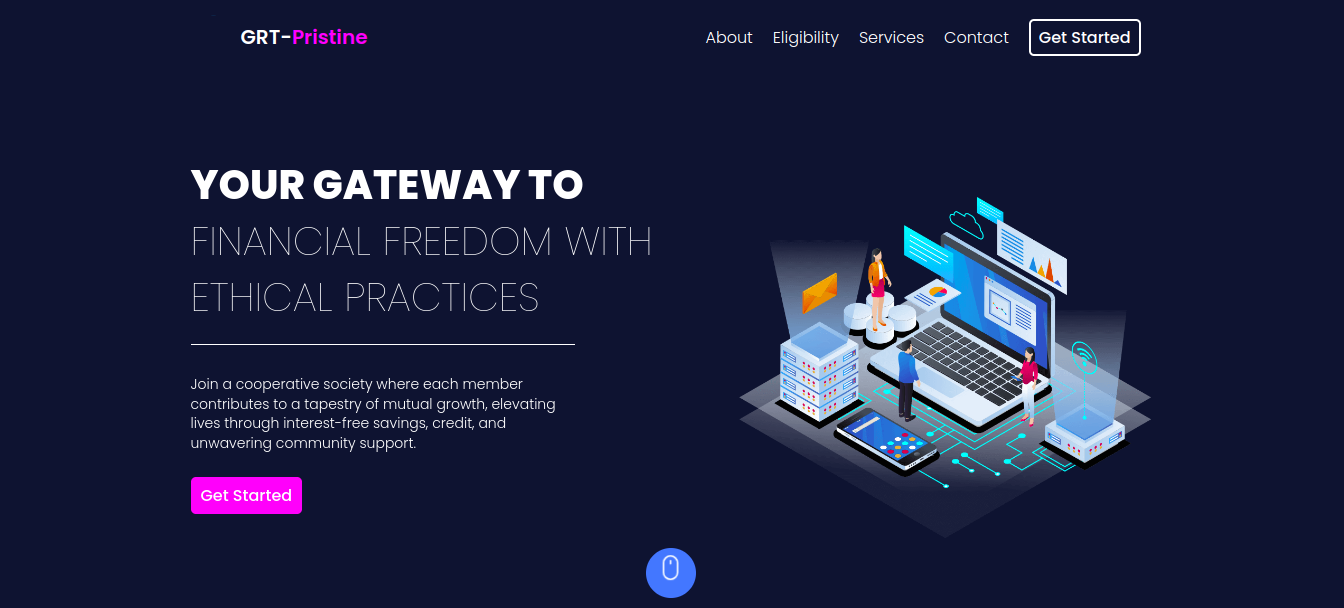 GRT-Pristine
About Eligibility Services Contact Get Started
YOUR GATEWAY TO
FINANCIAL FREEDOM WITH
ETHICAL PRACTICES
Join a cooperative society where each member
contributes to a tapestry of mutual growth, elevating
lives through interest-free savings, credit, and
unwavering community support.
Get Started